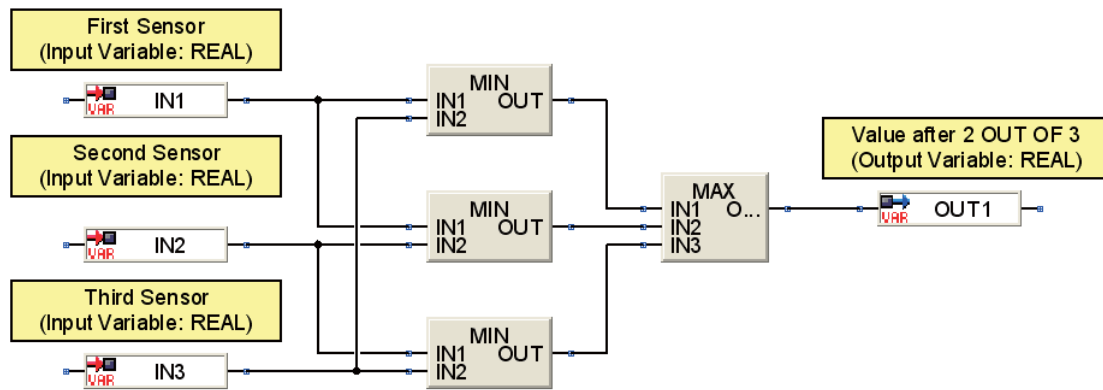 First Sensor
(Input Variable: REAL)
VAR IN1
Second Sensor
(Input Variable: REAL)
VAR IN2
Third Sensor
(Input Variable: REAL)
VAR IN3
MIN
IN1 OUT
IN2
MIN
IN1 OUT
IN2
MIN
IN1 OUT
IN2
MAX
IN1 O...
IN2
IN3
Value after 2 OUT OF 3
(Output Variable: REAL)
VAR OUT1